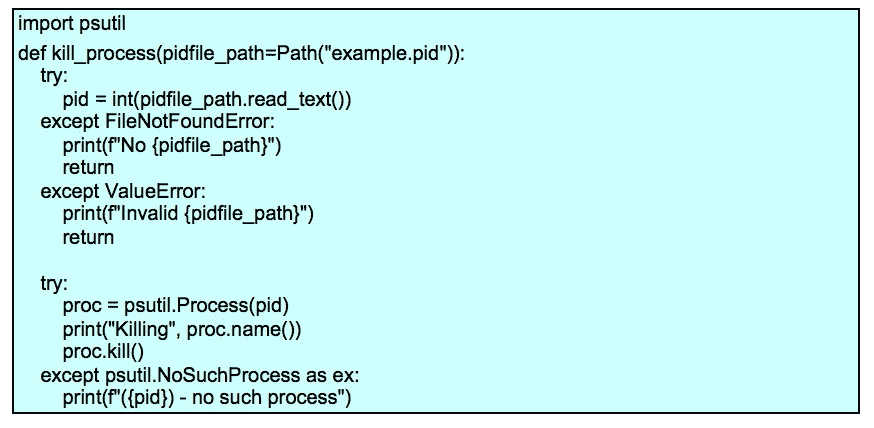 import psutil
def kill_process(pidfile_path=Path("example.pid")):
    try:
        pid = int(pidfile_path.read_text())
    except FileNotFoundError:
        print(f"No {pidfile_path}")
        return
    except ValueError:
        print(f"Invalid {pidfile_path}")
        return

    try:
        proc = psutil.Process(pid)
        print("Killing", proc.name())
        proc.kill()
    except psutil.NoSuchProcess as ex:
        print(f"({pid}) - no such process")